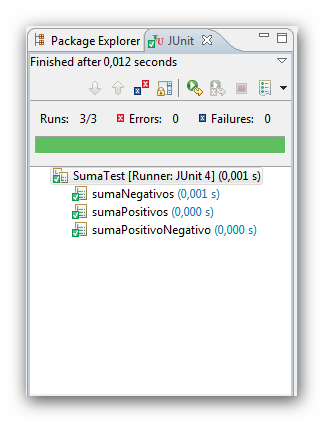 Package Explorer JUnit
Finished after 0,012 seconds
Runs: 3/3 Errors: 0 Failures: 0
SumaTest [Runner: JUnit 4] (0,001 s)
sumaNegativos (0,001 s)
sumaPositivos (0,000 s)
sumaPositivoNegativo (0,000 s)